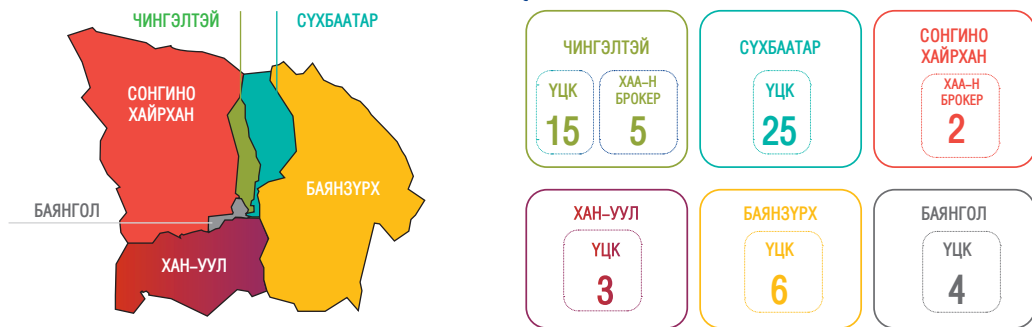 ЧИНГЭЛТЭЙ
СҮХБААТАР
СОНГИНО
ХАЙРХАН
БАЯНЗҮРХ
БАЯНГОЛ
ХАН–УУЛ
ЧИНГЭЛТЭЙ
ҮЦК
15
ХАА–Н
БРОКЕР
5
СҮХБААТАР
ҮЦК
25
СОНГИНО
ХАЙРХАН
ХАА–Н
БРОКЕР
2
ХАН–УУЛ
ҮЦК
3
БАЯНЗҮРХ
ҮЦК
6
БАЯНГОЛ
ҮЦК
4